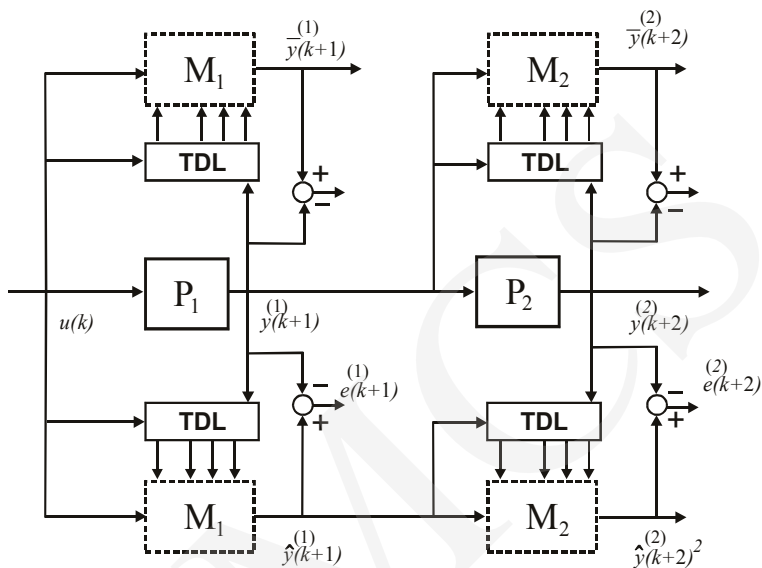 (1)
ȳ(k+1)
(2)
ȳ(k+2)
M₁
M₂
TDL
TDL
+
−
+
−
P₁
P₂
u(k)
(1)
y(k+1)
(2)
y(k+2)
(1)
e(k+1)
(2)
e(k+2)
−
+
−
+
TDL
TDL
M₁
M₂
(1)
ŷ(k+1)
(2)
ŷ(k+2)²